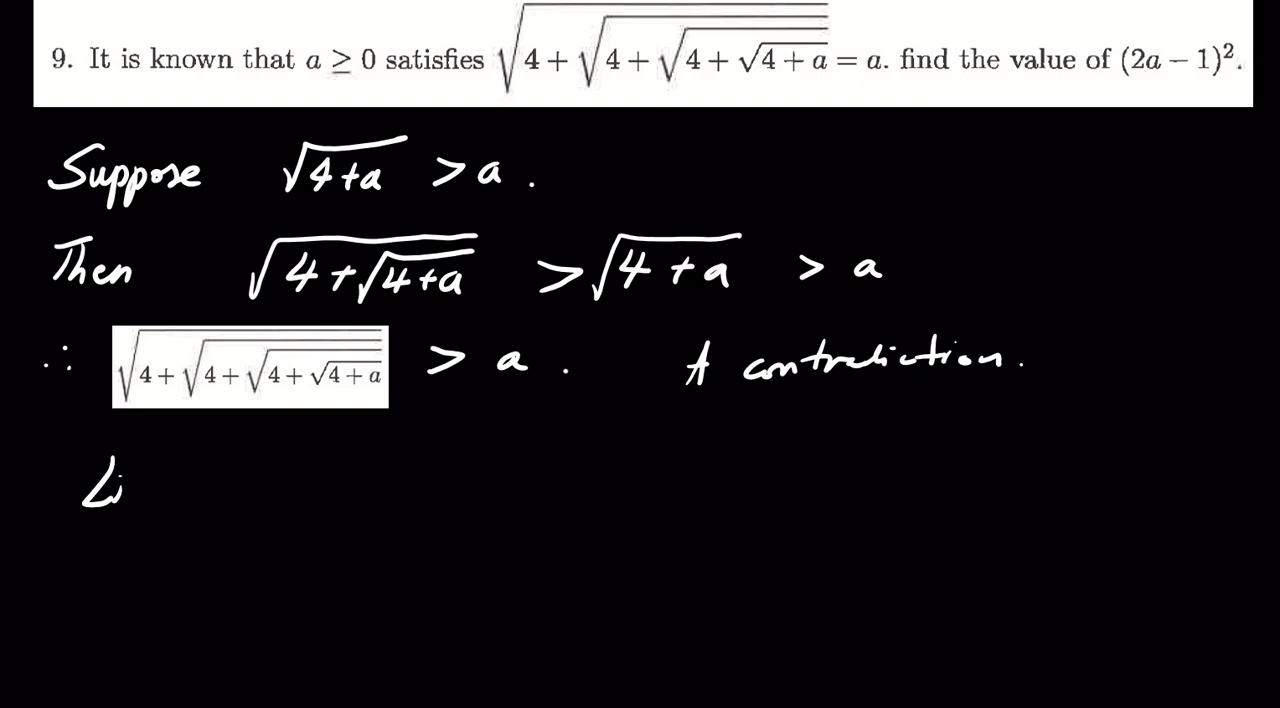 9. It is known that a ≥ 0 satisfies √(4 + √(4 + √(4 + √(4 + a)))) = a. find the value of (2a − 1)².
Suppose √(4+a) > a .
Then √(4+√(4+a)) > √(4+a) > a
∴ √(4 + √(4 + √(4 + √(4 + a)))) > a . A contradiction.
Li